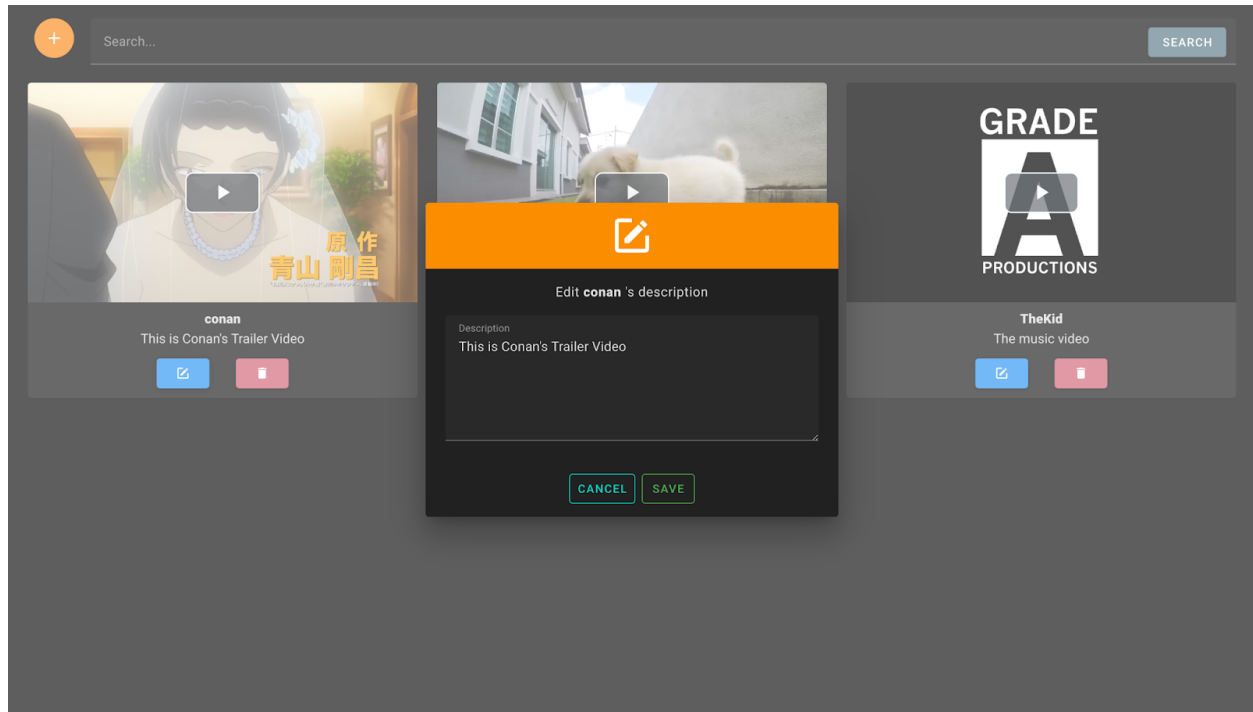 Search...
SEARCH
原 作
青山 剛昌
GRADE
A
PRODUCTIONS
conan
This is Conan's Trailer Video
TheKid
The music video
Edit conan 's description
Description
This is Conan's Trailer Video
CANCEL
SAVE